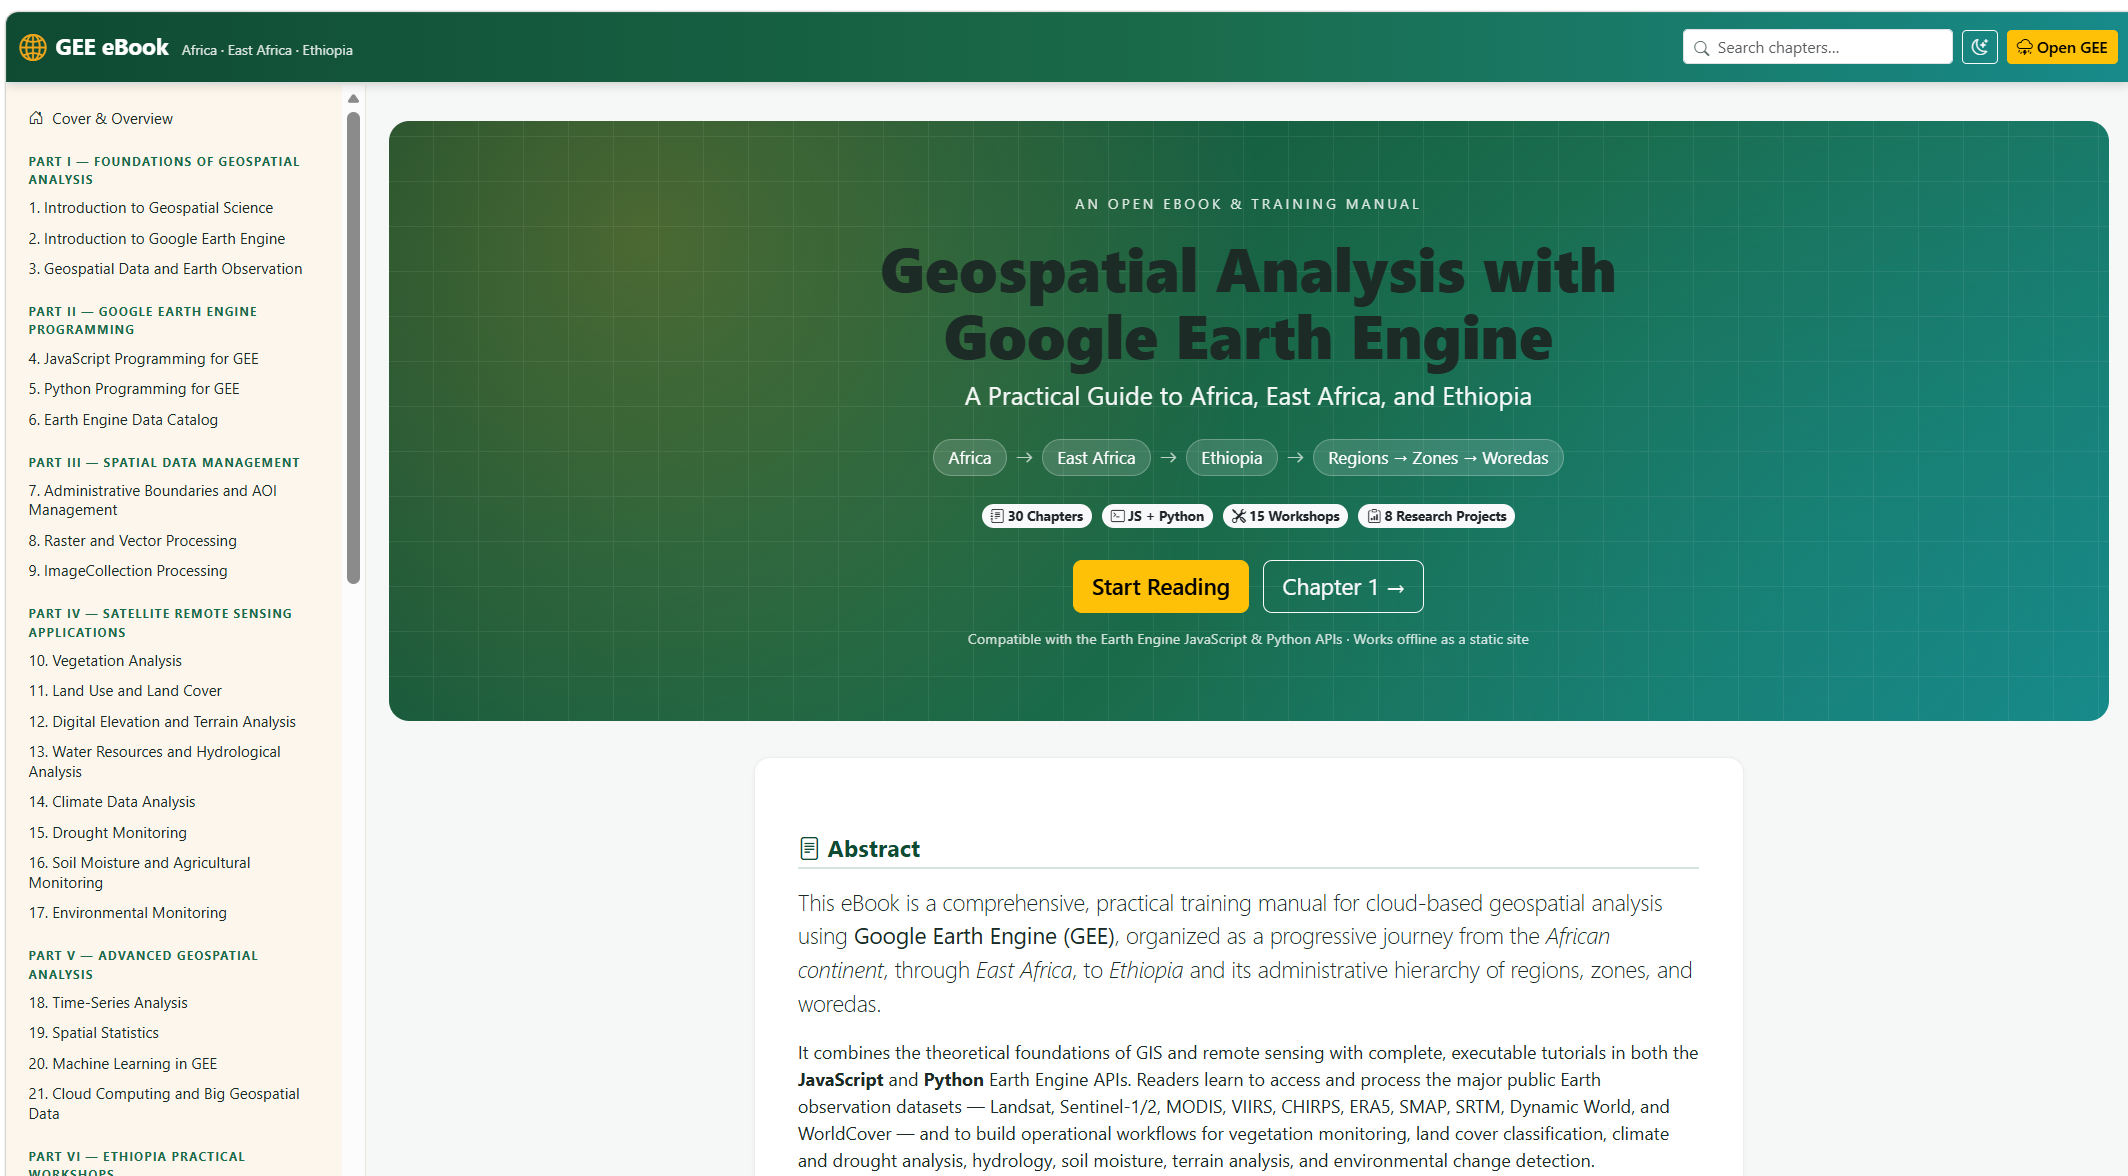 GEE eBook Africa · East Africa · Ethiopia
Search chapters...
Open GEE
Cover & Overview
PART I — FOUNDATIONS OF GEOSPATIAL
ANALYSIS
1. Introduction to Geospatial Science
2. Introduction to Google Earth Engine
3. Geospatial Data and Earth Observation
PART II — GOOGLE EARTH ENGINE
PROGRAMMING
4. JavaScript Programming for GEE
5. Python Programming for GEE
6. Earth Engine Data Catalog
PART III — SPATIAL DATA MANAGEMENT
7. Administrative Boundaries and AOI
Management
8. Raster and Vector Processing
9. ImageCollection Processing
PART IV — SATELLITE REMOTE SENSING
APPLICATIONS
10. Vegetation Analysis
11. Land Use and Land Cover
12. Digital Elevation and Terrain Analysis
13. Water Resources and Hydrological
Analysis
14. Climate Data Analysis
15. Drought Monitoring
16. Soil Moisture and Agricultural
Monitoring
17. Environmental Monitoring
PART V — ADVANCED GEOSPATIAL
ANALYSIS
18. Time-Series Analysis
19. Spatial Statistics
20. Machine Learning in GEE
21. Cloud Computing and Big Geospatial
Data
PART VI — ETHIOPIA PRACTICAL
WORKSHOPS
AN OPEN EBOOK & TRAINING MANUAL
Geospatial Analysis with
Google Earth Engine
A Practical Guide to Africa, East Africa, and Ethiopia
Africa → East Africa → Ethiopia → Regions → Zones → Woredas
30 Chapters JS + Python 15 Workshops 8 Research Projects
Start Reading Chapter 1 →
Compatible with the Earth Engine JavaScript & Python APIs · Works offline as a static site
Abstract
This eBook is a comprehensive, practical training manual for cloud-based geospatial analysis
using Google Earth Engine (GEE), organized as a progressive journey from the African
continent, through East Africa, to Ethiopia and its administrative hierarchy of regions, zones, and
woredas.
It combines the theoretical foundations of GIS and remote sensing with complete, executable tutorials in both the
JavaScript and Python Earth Engine APIs. Readers learn to access and process the major public Earth
observation datasets — Landsat, Sentinel-1/2, MODIS, VIIRS, CHIRPS, ERA5, SMAP, SRTM, Dynamic World, and
WorldCover — and to build operational workflows for vegetation monitoring, land cover classification, climate
and drought analysis, hydrology, soil moisture, terrain analysis, and environmental change detection.